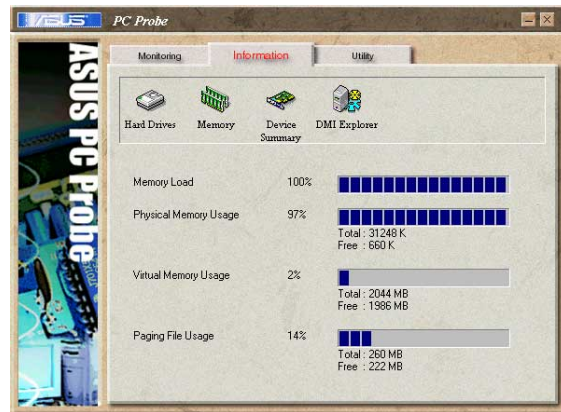 ASUS PC Probe
Monitoring Information Utility
ASUS PC Probe
Hard Drives Memory Device Summary DMI Explorer
Memory Load 100%
Physical Memory Usage 97%
Total : 31248 K
Free : 660 K
Virtual Memory Usage 2%
Total : 2044 MB
Free : 1986 MB
Paging File Usage 14%
Total : 260 MB
Free : 222 MB